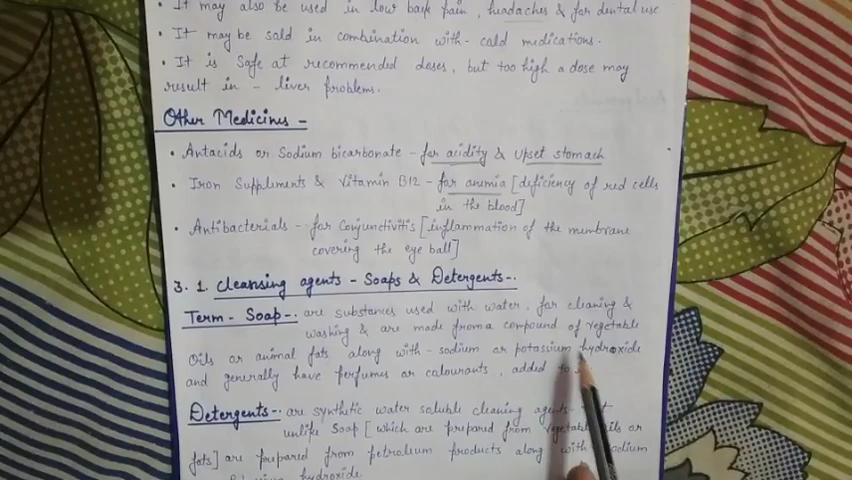 • It may also be used in low back pain, headaches & for dental use
• It may be sold in combination with - cold medications.
• It is safe at recommended doses, but too high a dose may
result in - liver problems.
Other Medicines -
• Antacids or Sodium bicarbonate - for acidity & upset stomach
• Iron Supplements & Vitamin B12 - for anemia [deficiency of red cells
in the blood]
• Antibacterials - for Conjunctivitis [inflammation of the membrane
covering the eye ball]
3. 1. Cleansing agents - Soaps & Detergents-.
Term - Soap-. are substances used with water, for cleaning &
washing & are made from a compound of vegetable
Oils or animal fats along with - sodium or potassium hydroxide
and generally have perfumes or calourants, added to
Detergents-. are synthetic water soluble cleaning agents-
unlike Soap [which are prepared from vegetable oils or
fats] are prepared from petroleum products along with sodium
hydroxide